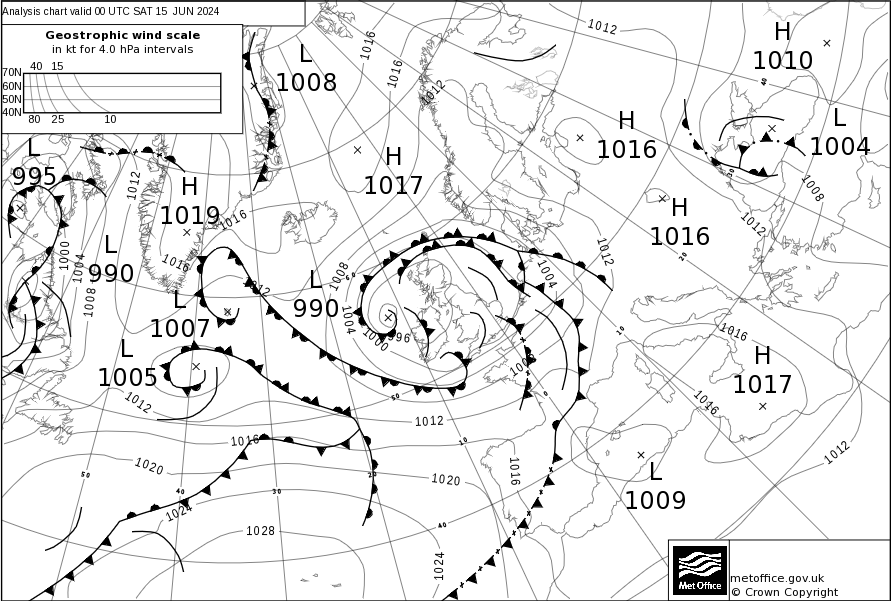 Analysis chart valid 00 UTC SAT 15 JUN 2024
Geostrophic wind scale
in kt for 4.0 hPa intervals
40 15
70N
60N
50N
40N
80 25 10
L
1008
1016
1016
1012
1012
H
1010
40
L
995
H
1017
H
1016
L
1004
1012
H
1019
1016
30
1008
H
1016
1012
1012
L
990
1000
1004
1008
1016
1012
20
L
990
1008
1004
60
1000
996
1004
L
1007
L
1005
1012
50
1012
1016
10
1016
H
1017
1016
0
10
1012
1020
50
40
1024
30
20
1020
1016
40
L
1009
1028
1024
Met Office
metoffice.gov.uk
© Crown Copyright